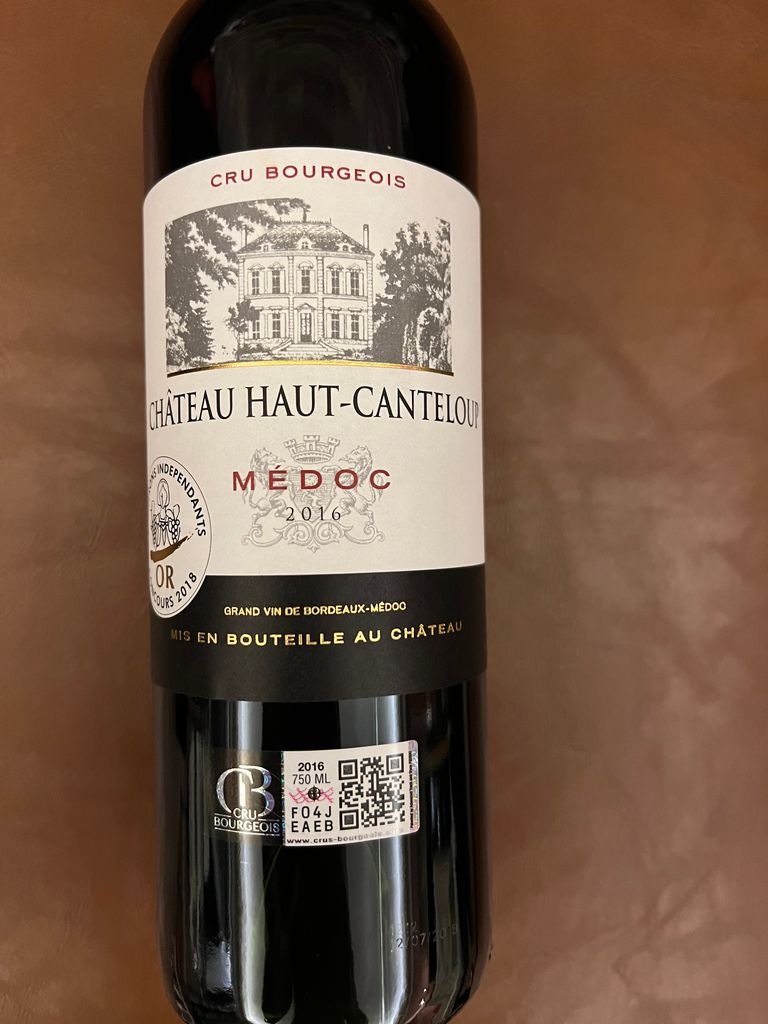 CRU BOURGEOIS
CHÂTEAU HAUT-CANTELOUP
MÉDOC
2016
INDEPENDANTS
OR
2018
GRAND VIN DE BORDEAUX-MÉDOC
MIS EN BOUTEILLE AU CHÂTEAU
CB
CRU
BOURGEOIS
2016
750 ML
F04J
EAEB
www.crus-bourgeois.com